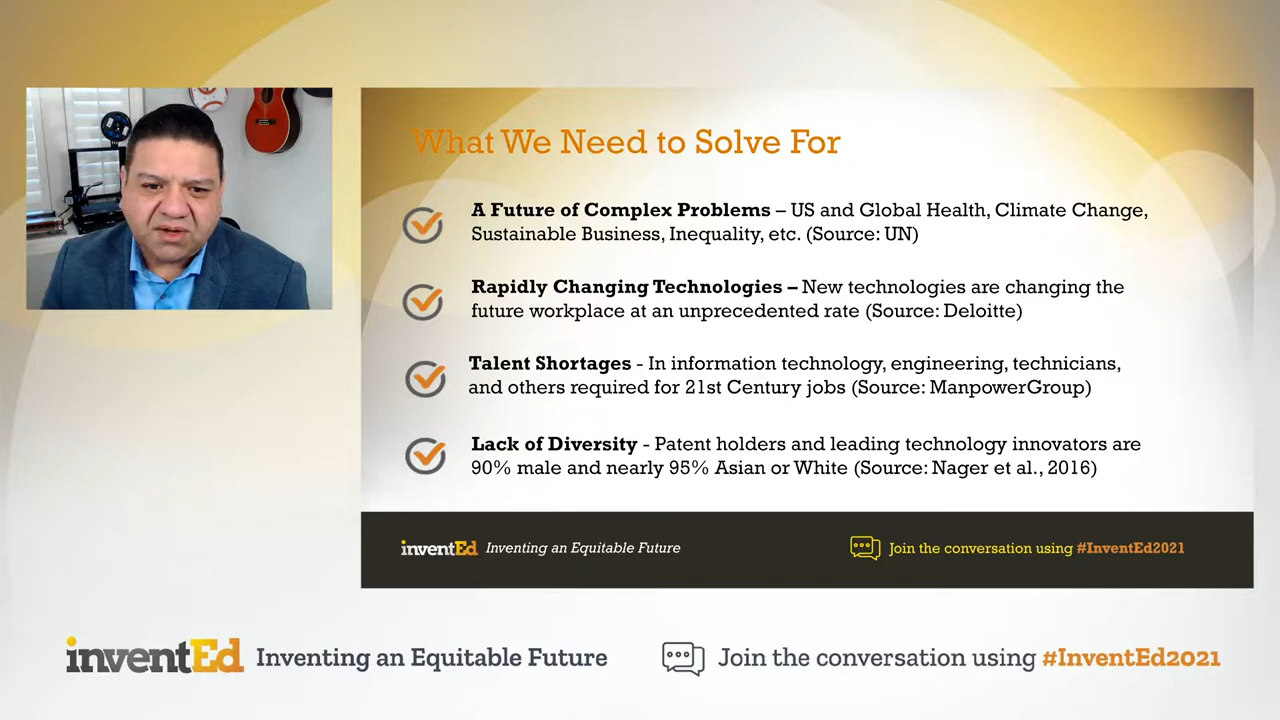 What We Need to Solve For
A Future of Complex Problems – US and Global Health, Climate Change,
Sustainable Business, Inequality, etc. (Source: UN)
Rapidly Changing Technologies – New technologies are changing the
future workplace at an unprecedented rate (Source: Deloitte)
Talent Shortages - In information technology, engineering, technicians,
and others required for 21st Century jobs (Source: ManpowerGroup)
Lack of Diversity - Patent holders and leading technology innovators are
90% male and nearly 95% Asian or White (Source: Nager et al., 2016)
inventEd Inventing an Equitable Future
Join the conversation using #InventEd2021
inventEd Inventing an Equitable Future
Join the conversation using #InventEd2021